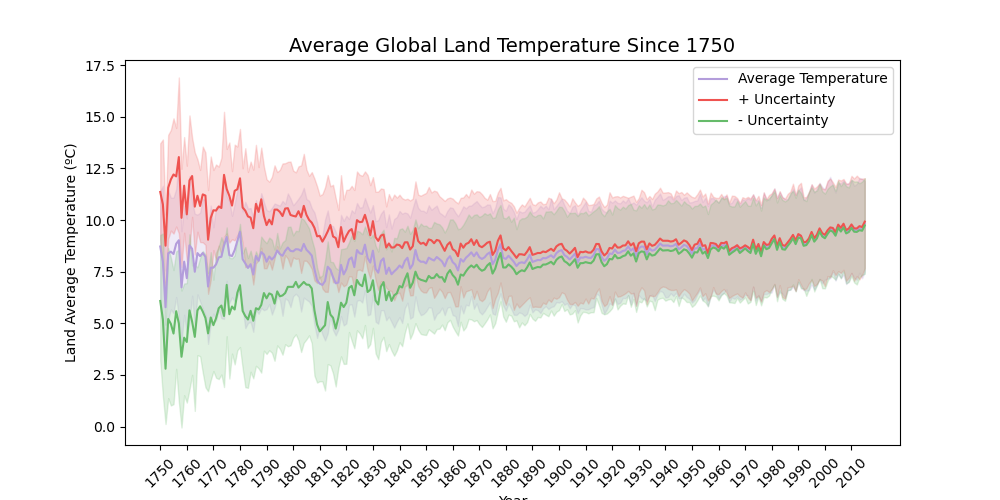 Average Global Land Temperature Since 1750
Land Average Temperature (ºC)
17.5
15.0
12.5
10.0
7.5
5.0
2.5
0.0
Average Temperature
+ Uncertainty
- Uncertainty
1750 1760 1770 1780 1790 1800 1810 1820 1830 1840 1850 1860 1870 1880 1890 1900 1910 1920 1930 1940 1950 1960 1970 1980 1990 2000 2010
Year